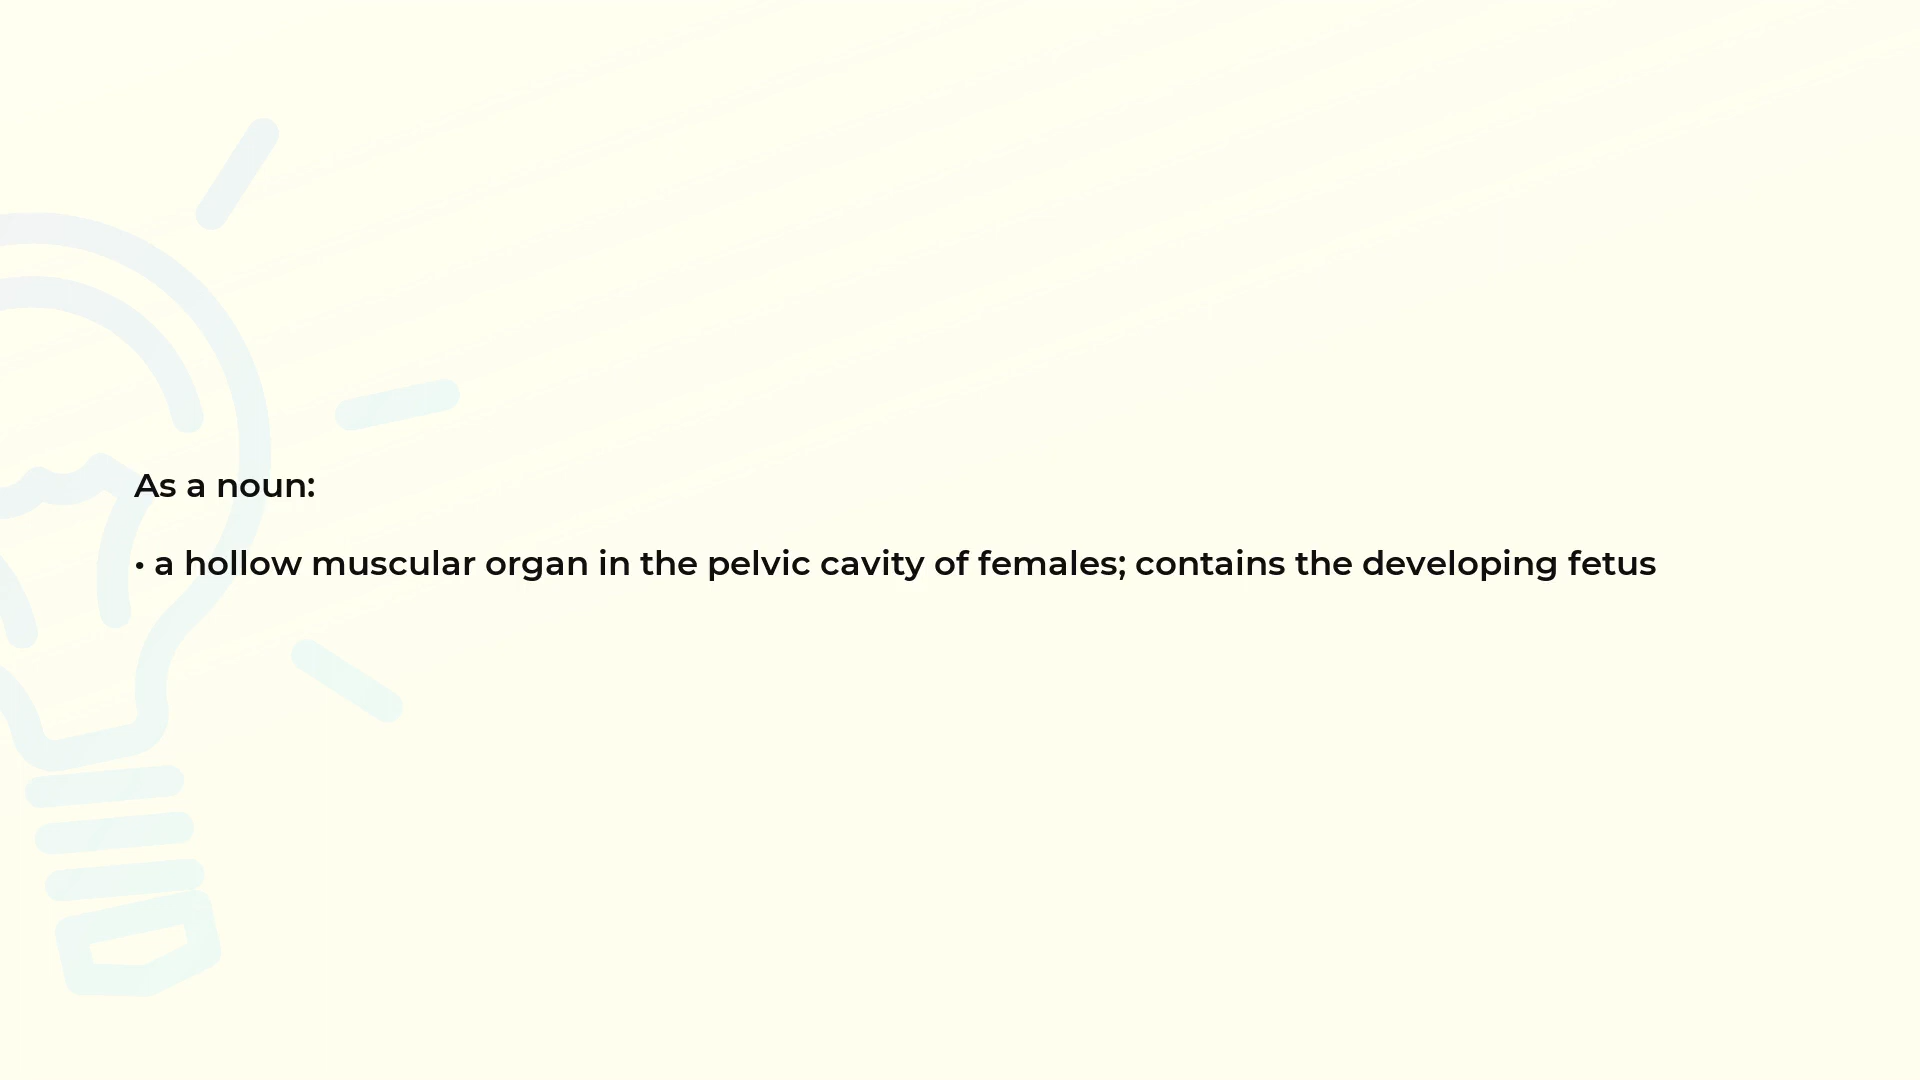 As a noun:
• a hollow muscular organ in the pelvic cavity of females; contains the developing fetus